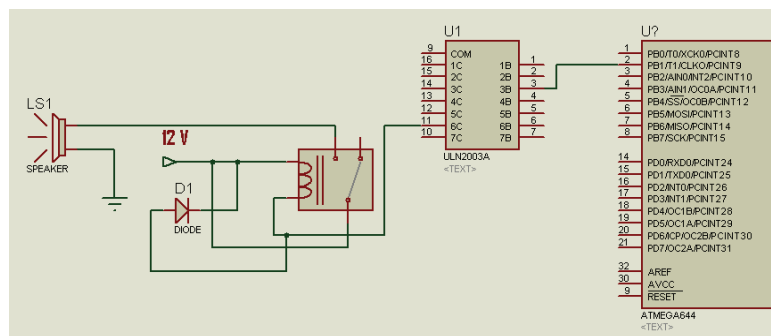 U1
9 COM
16 1C 1B 1
15 2C 2B 2
14 3C 3B 3
13 4C 4B 4
12 5C 5B 5
11 6C 6B 6
10 7C 7B 7
ULN2003A
<TEXT>
U?
1 PB0/T0/XCK0/PCINT8
2 PB1/T1/CLKO/PCINT9
3 PB2/AIN0/INT2/PCINT10
4 PB3/AIN1/OC0A/PCINT11
5 PB4/SS/OC0B/PCINT12
6 PB5/MOSI/PCINT13
7 PB6/MISO/PCINT14
8 PB7/SCK/PCINT15
14 PD0/RXD0/PCINT24
15 PD1/TXD0/PCINT25
16 PD2/INT0/PCINT26
17 PD3/INT1/PCINT27
18 PD4/OC1B/PCINT28
19 PD5/OC1A/PCINT29
20 PD6/ICP/OC2B/PCINT30
21 PD7/OC2A/PCINT31
32 AREF
30 AVCC
9 RESET
ATMEGA644
<TEXT>
LS1
SPEAKER
12 V
D1
DIODE